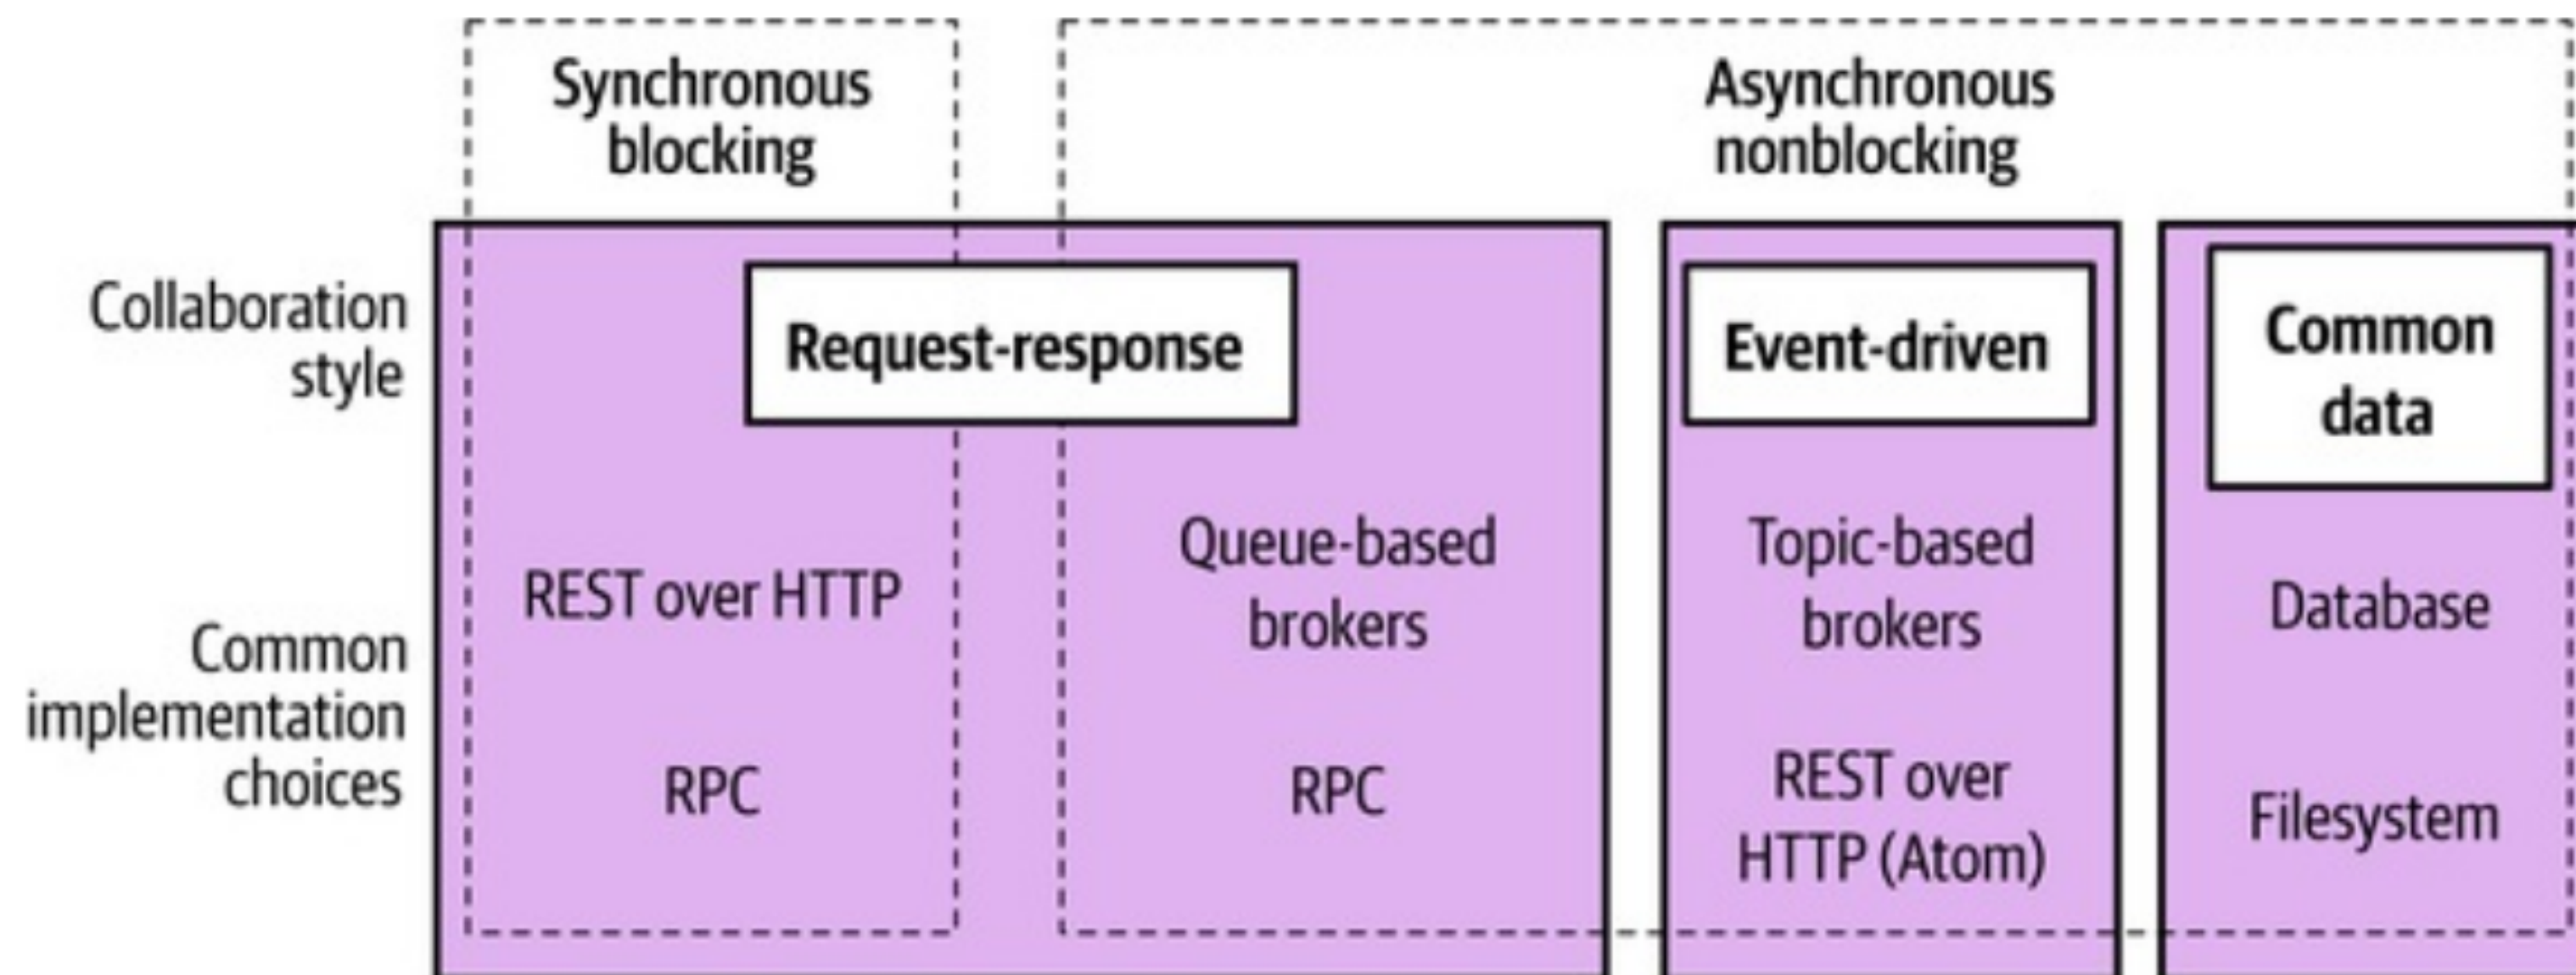 Synchronous
blocking
Asynchronous
nonblocking
Collaboration
style
Request-response
Event-driven
Common
data
Common
implementation
choices
REST over HTTP
RPC
Queue-based
brokers
RPC
Topic-based
brokers
REST over
HTTP (Atom)
Database
Filesystem